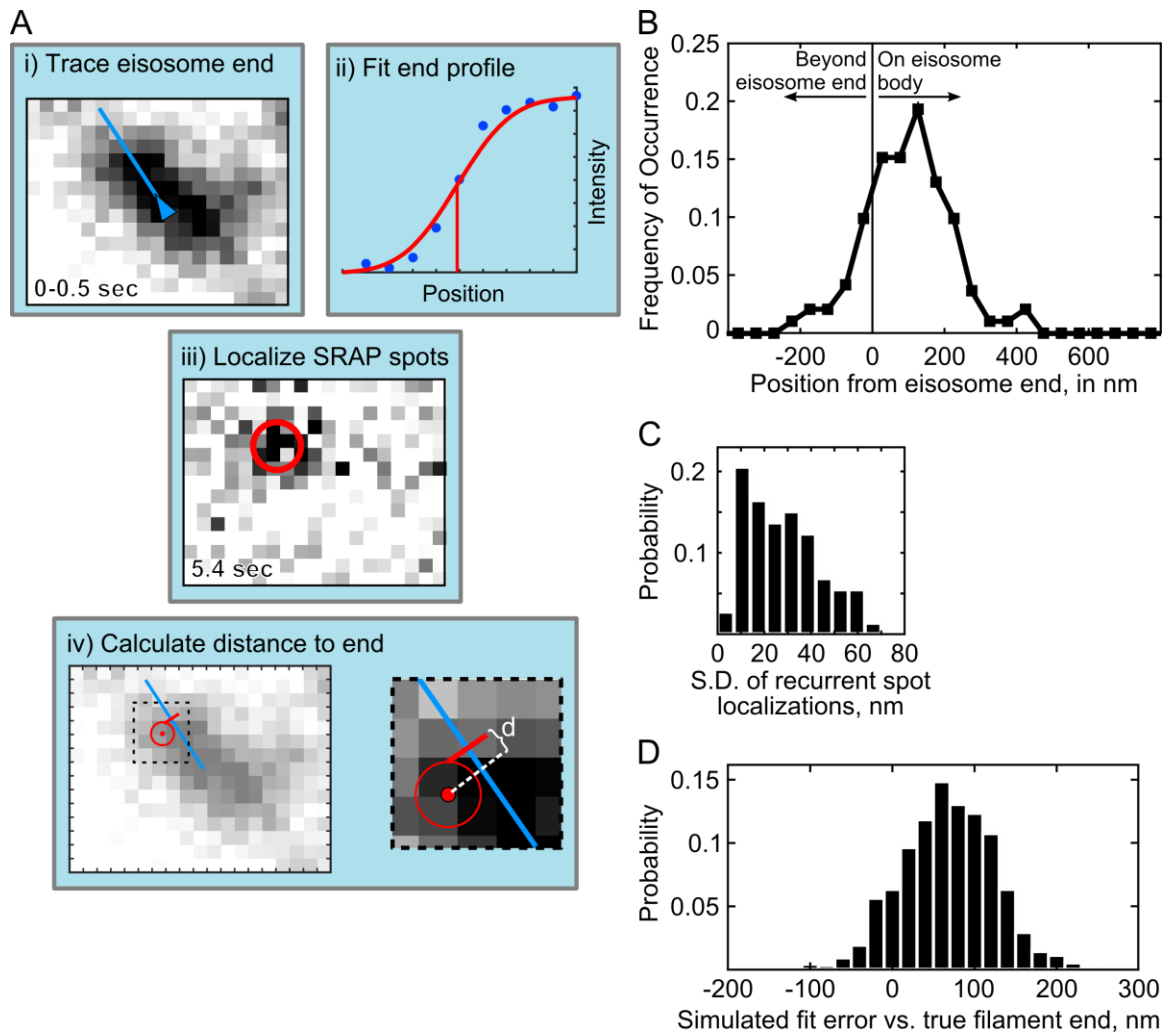 A
i) Trace eisosome end
0-0.5 sec
ii) Fit end profile
Intensity
Position
iii) Localize SRAP spots
5.4 sec
iv) Calculate distance to end
d
B
0.25
0.2
0.15
0.1
0.05
0
Frequency of Occurrence
Beyond
eisosome end
On eisosome
body
-200 0 200 400 600
Position from eisosome end, in nm
C
0.2
0.1
Probability
0 20 40 60 80
S.D. of recurrent spot
localizations, nm
D
0.15
0.1
0.05
Probability
-200 -100 0 100 200 300
Simulated fit error vs. true filament end, nm